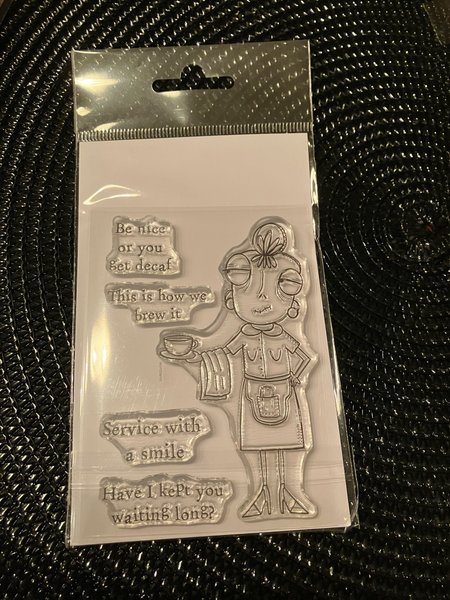 Be nice
or you
get decaf
This is how we
brew it
Service with
a smile
Have I kept you
waiting long?